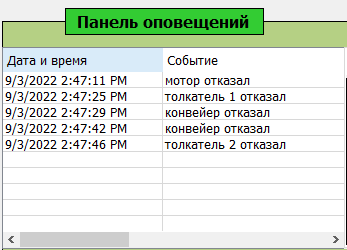 Панель оповещений
Дата и время Событие
9/3/2022 2:47:11 PM мотор отказал
9/3/2022 2:47:25 PM толкатель 1 отказал
9/3/2022 2:47:29 PM конвейер отказал
9/3/2022 2:47:42 PM конвейер отказал
9/3/2022 2:47:46 PM толкатель 2 отказал